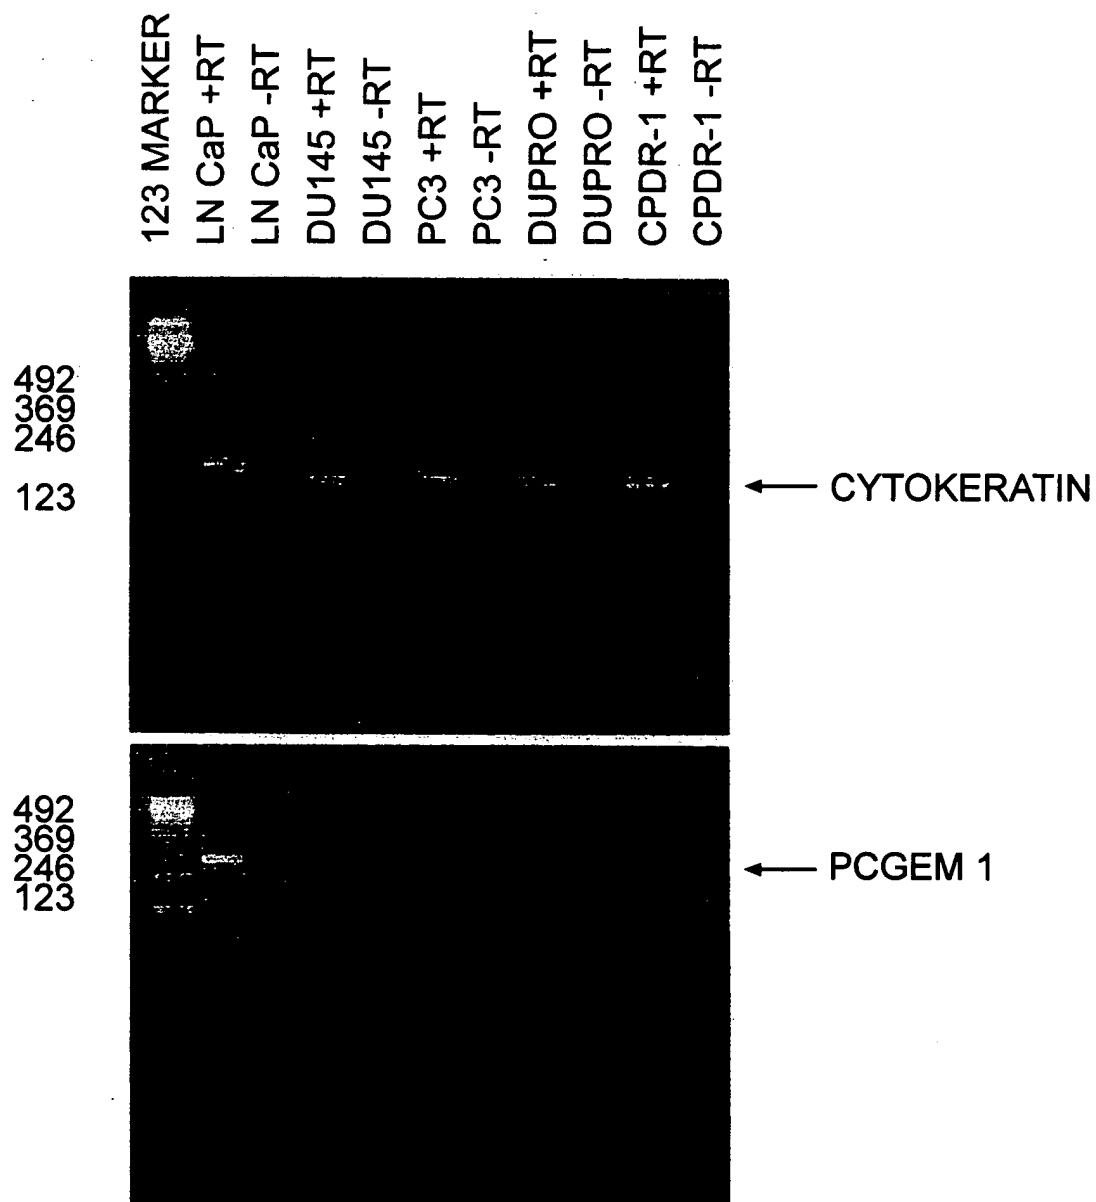 123 MARKER
LN CaP +RT
LN CaP -RT
DU145 +RT
DU145 -RT
PC3 +RT
PC3 -RT
DUPRO +RT
DUPRO -RT
CPDR-1 +RT
CPDR-1 -RT
492
369
246
123
CYTOKERATIN
492
369
246
123
PCGEM 1